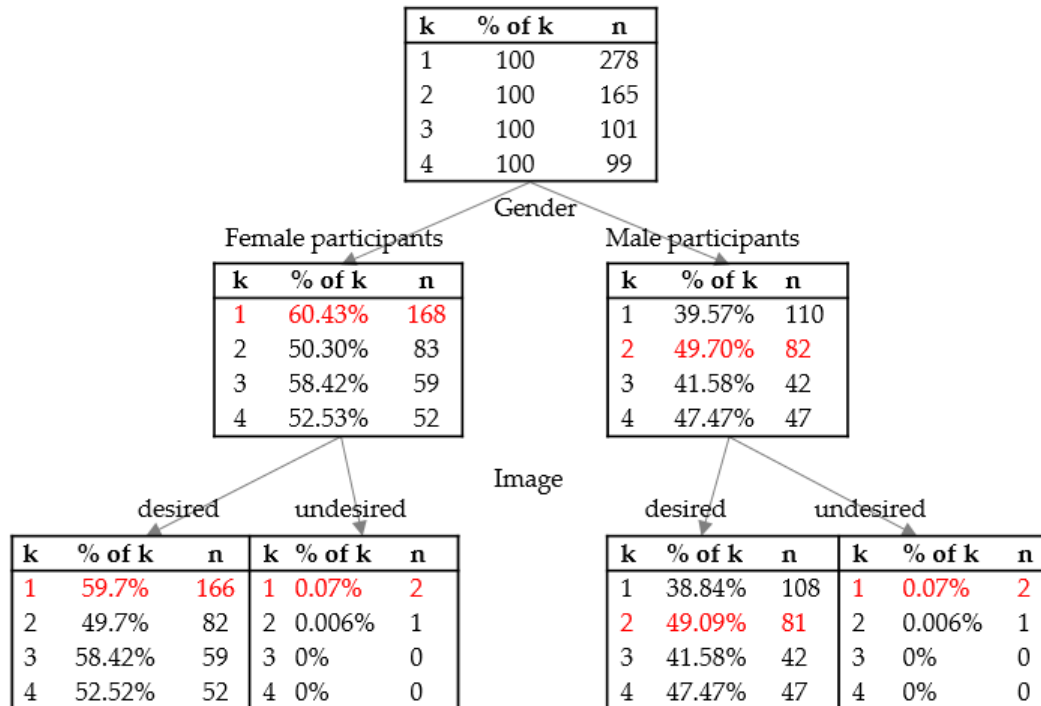 k % of k n
1 100 278
2 100 165
3 100 101
4 100 99
Gender
Female participants Male participants
k % of k n k % of k n
1 60.43% 168 1 39.57% 110
2 50.30% 83 2 49.70% 82
3 58.42% 59 3 41.58% 42
4 52.53% 52 4 47.47% 47
Image
desired undesired desired undesired
k % of k n k % of k n k % of k n k % of k n
1 59.7% 166 1 0.07% 2 1 38.84% 108 1 0.07% 2
2 49.7% 82 2 0.006% 1 2 49.09% 81 2 0.006% 1
3 58.42% 59 3 0% 0 3 41.58% 42 3 0% 0
4 52.52% 52 4 0% 0 4 47.47% 47 4 0% 0